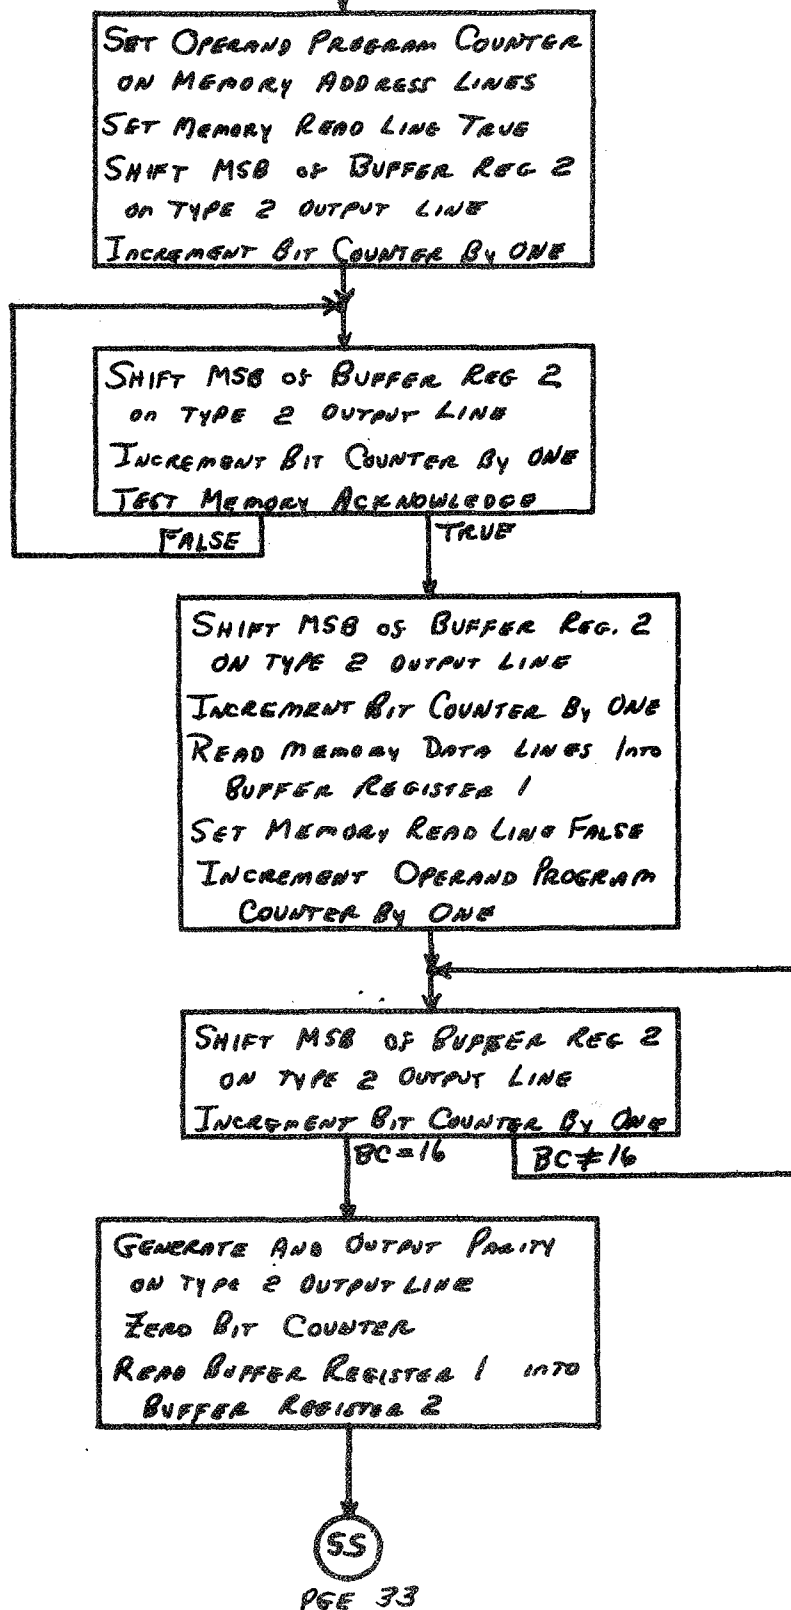 SET OPERAND PROGRAM COUNTER
ON MEMORY ADDRESS LINES
SET MEMORY READ LINE TRUE
SHIFT MSB OF BUFFER REG 2
ON TYPE 2 OUTPUT LINE
INCREMENT BIT COUNTER BY ONE
SHIFT MSB OF BUFFER REG 2
ON TYPE 2 OUTPUT LINE
INCREMENT BIT COUNTER BY ONE
TEST MEMORY ACKNOWLEDGE
FALSE
TRUE
SHIFT MSB OF BUFFER REG. 2
ON TYPE 2 OUTPUT LINE
INCREMENT BIT COUNTER BY ONE
READ MEMORY DATA LINES INTO
BUFFER REGISTER 1
SET MEMORY READ LINE FALSE
INCREMENT OPERAND PROGRAM
COUNTER BY ONE
SHIFT MSB OF BUFFER REG 2
ON TYPE 2 OUTPUT LINE
INCREMENT BIT COUNTER BY ONE
BC=16
BC≠16
GENERATE AND OUTPUT PARITY
ON TYPE 2 OUTPUT LINE
ZERO BIT COUNTER
READ BUFFER REGISTER 1 INTO
BUFFER REGISTER 2
SS
PGE 33